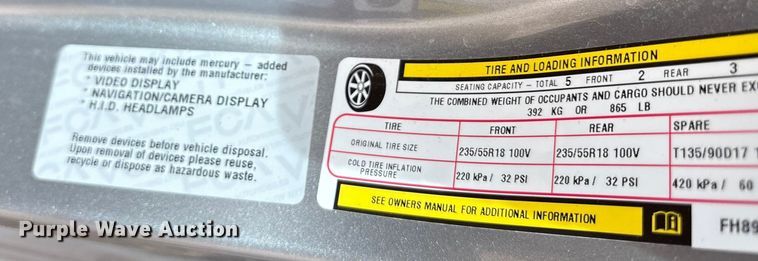 This vehicle may include mercury – added
devices installed by the manufacturer:
* VIDEO DISPLAY
* NAVIGATION/CAMERA DISPLAY
* H.I.D. HEADLAMPS
Remove devices before vehicle disposal.
Upon removal of devices please reuse,
recycle or dispose as hazardous waste.
TIRE AND LOADING INFORMATION
SEATING CAPACITY – TOTAL 5 FRONT 2 REAR 3
THE COMBINED WEIGHT OF OCCUPANTS AND CARGO SHOULD NEVER EX
392 KG OR 865 LB
TIRE FRONT REAR SPARE
ORIGINAL TIRE SIZE 235/55R18 100V 235/55R18 100V T135/90D17 1
COLD TIRE INFLATION
PRESSURE 220 kPa / 32 PSI 220 kPa / 32 PSI 420 kPa / 60
SEE OWNERS MANUAL FOR ADDITIONAL INFORMATION
FH89
Purple Wave Auction